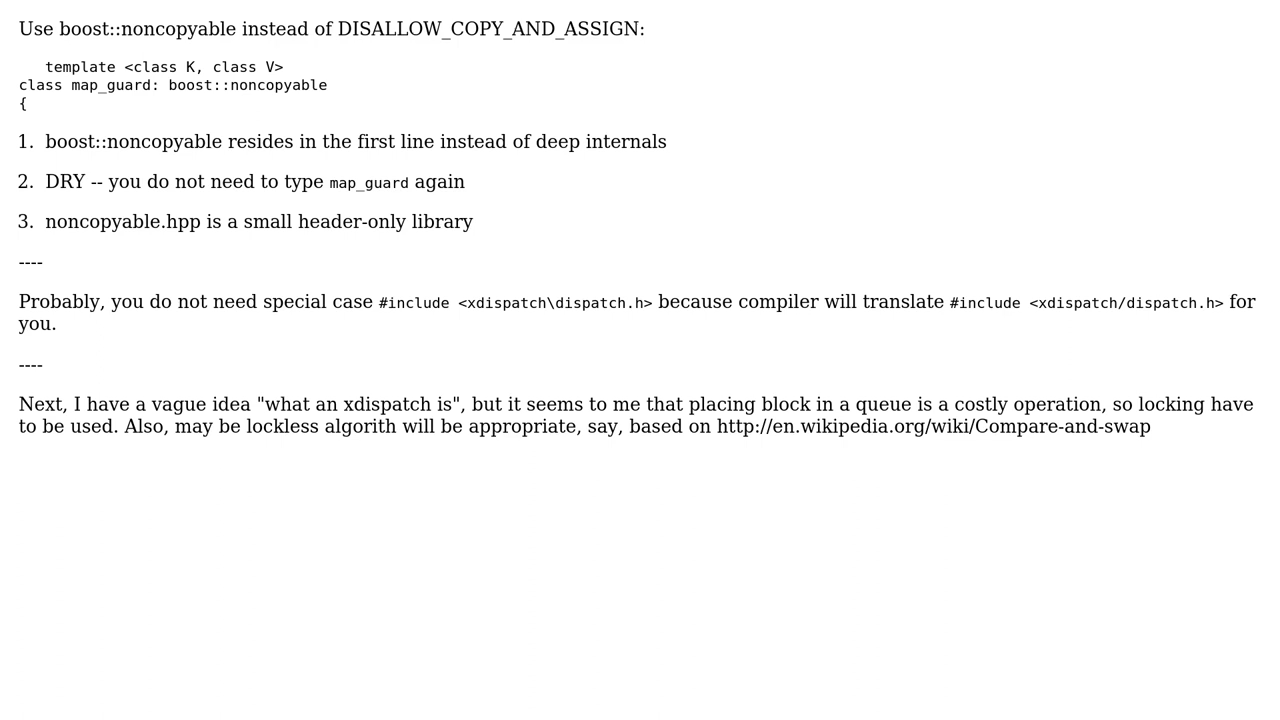 Use boost::noncopyable instead of DISALLOW_COPY_AND_ASSIGN:
template <class K, class V>
class map_guard: boost::noncopyable
{
1. boost::noncopyable resides in the first line instead of deep internals
2. DRY -- you do not need to type map_guard again
3. noncopyable.hpp is a small header-only library
----
Probably, you do not need special case #include <xdispatch\dispatch.h> because compiler will translate #include <xdispatch/dispatch.h> for
you.
----
Next, I have a vague idea "what an xdispatch is", but it seems to me that placing block in a queue is a costly operation, so locking have
to be used. Also, may be lockless algorith will be appropriate, say, based on http://en.wikipedia.org/wiki/Compare-and-swap